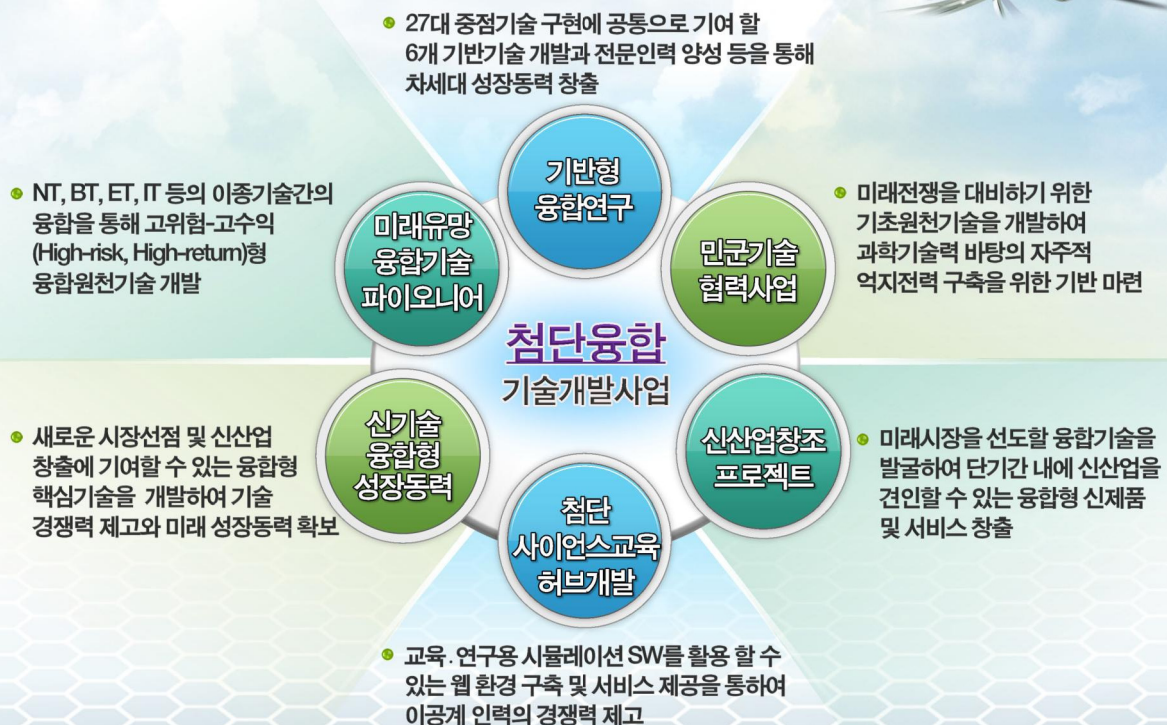 27대 중점기술 구현에 공통으로 기여 할
6개 기반기술 개발과 전문인력 양성 등을 통해
차세대 성장동력 창출
기반형
융합연구
NT, BT, ET, IT 등의 이종기술간의
융합을 통해 고위험-고수익
(High-risk, High-return)형
융합원천기술 개발
미래유망
융합기술
파이오니어
민군기술
협력사업
미래전쟁을 대비하기 위한
기초원천기술을 개발하여
과학기술력 바탕의 자주적
억지전력 구축을 위한 기반 마련
첨단융합
기술개발사업
새로운 시장선점 및 신산업
창출에 기여할 수 있는 융합형
핵심기술을 개발하여 기술
경쟁력 제고와 미래 성장동력 확보
신기술
융합형
성장동력
신산업창조
프로젝트
미래시장을 선도할 융합기술을
발굴하여 단기간 내에 신산업을
견인할 수 있는 융합형 신제품
및 서비스 창출
첨단
사이언스교육
허브개발
교육.연구용 시뮬레이션 SW를 활용 할 수
있는 웹 환경 구축 및 서비스 제공을 통하여
이공계 인력의 경쟁력 제고